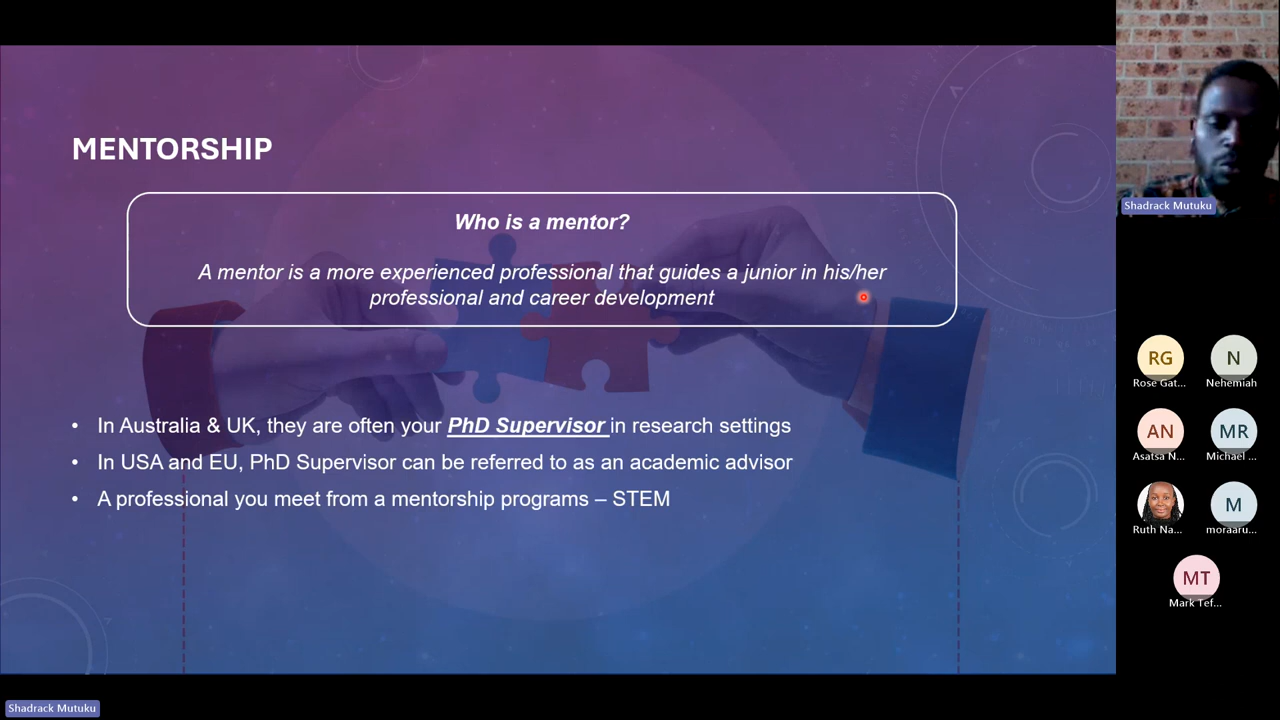 MENTORSHIP
Who is a mentor?
A mentor is a more experienced professional that guides a junior in his/her
professional and career development
• In Australia & UK, they are often your PhD Supervisor in research settings
• In USA and EU, PhD Supervisor can be referred to as an academic advisor
• A professional you meet from a mentorship programs – STEM
Shadrack Mutuku
RG
Rose Gat...
N
Nehemiah
AN
Asatsa N...
MR
Michael ...
Ruth Na...
M
moraaru...
MT
Mark Tef...
Shadrack Mutuku